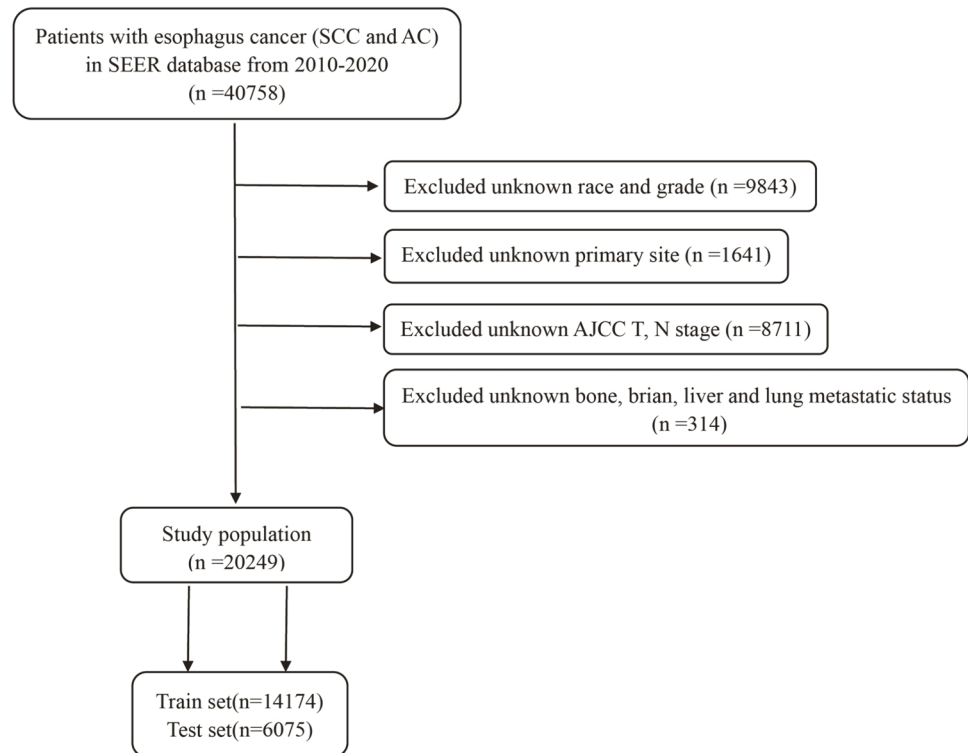 Patients with esophagus cancer (SCC and AC)
in SEER database from 2010-2020
(n =40758)
Excluded unknown race and grade (n =9843)
Excluded unknown primary site (n =1641)
Excluded unknown AJCC T, N stage (n =8711)
Excluded unknown bone, brian, liver and lung metastatic status
(n =314)
Study population
(n =20249)
Train set(n=14174)
Test set(n=6075)